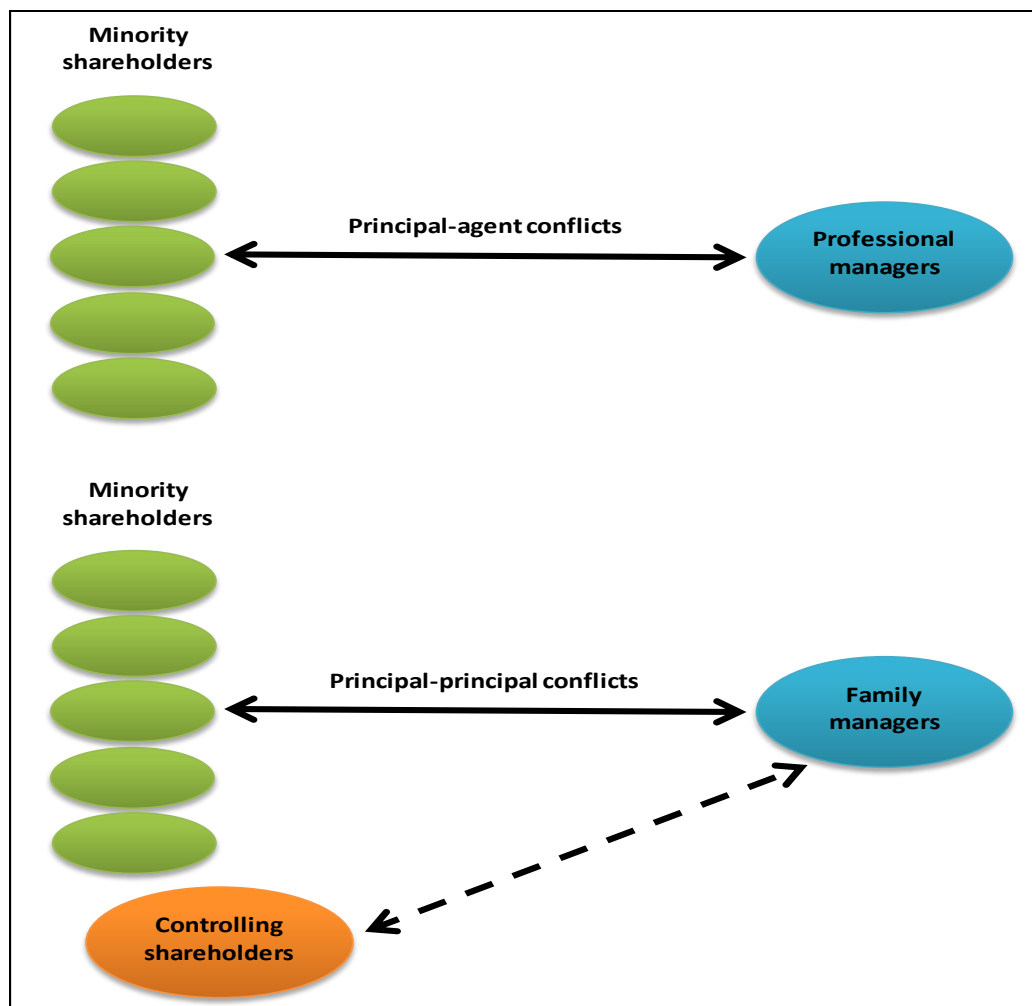 Minority
shareholders
Principal-agent conflicts
Professional
managers
Minority
shareholders
Principal-principal conflicts
Family
managers
Controlling
shareholders